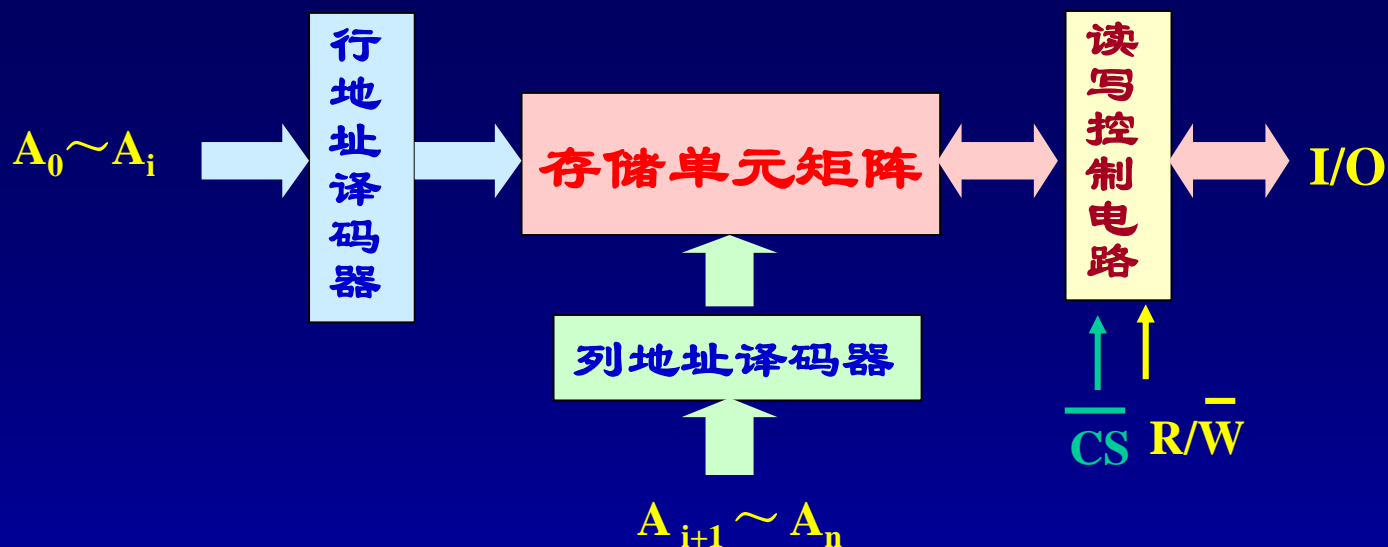 A₀～Aᵢ
行地址译码器
存储单元矩阵
读写控制电路
I/O
列地址译码器
C̅S̅
R/W̅
A ᵢ₊₁ ～ Aₙ